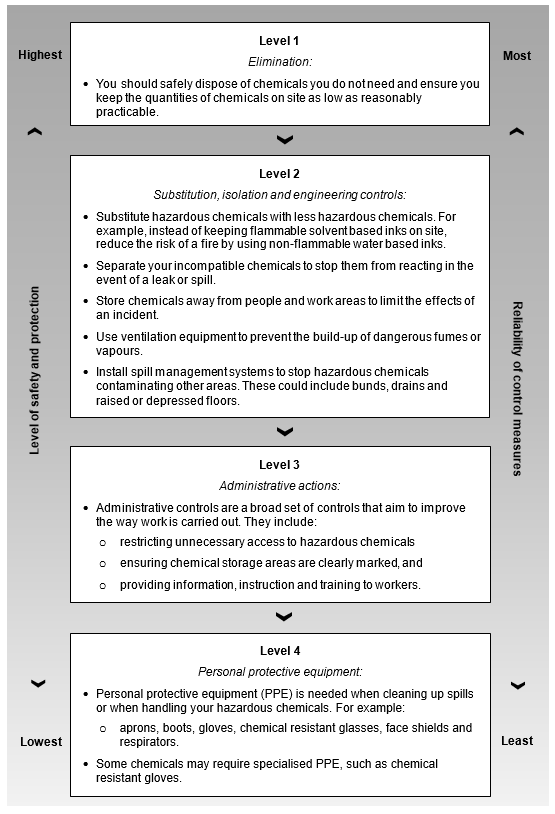 Highest
Most
Level 1
Elimination:
• You should safely dispose of chemicals you do not need and ensure you
keep the quantities of chemicals on site as low as reasonably
practicable.
Level 2
Substitution, isolation and engineering controls:
• Substitute hazardous chemicals with less hazardous chemicals. For
example, instead of keeping flammable solvent based inks on site,
reduce the risk of a fire by using non-flammable water based inks.
• Separate your incompatible chemicals to stop them from reacting in the
event of a leak or spill.
• Store chemicals away from people and work areas to limit the effects of
an incident.
• Use ventilation equipment to prevent the build-up of dangerous fumes or
vapours.
• Install spill management systems to stop hazardous chemicals
contaminating other areas. These could include bunds, drains and
raised or depressed floors.
Level of safety and protection
Reliability of control measures
Level 3
Administrative actions:
• Administrative controls are a broad set of controls that aim to improve
the way work is carried out. They include:
o restricting unnecessary access to hazardous chemicals
o ensuring chemical storage areas are clearly marked, and
o providing information, instruction and training to workers.
Level 4
Personal protective equipment:
• Personal protective equipment (PPE) is needed when cleaning up spills
or when handling your hazardous chemicals. For example:
o aprons, boots, gloves, chemical resistant glasses, face shields and
respirators.
• Some chemicals may require specialised PPE, such as chemical
resistant gloves.
Lowest
Least